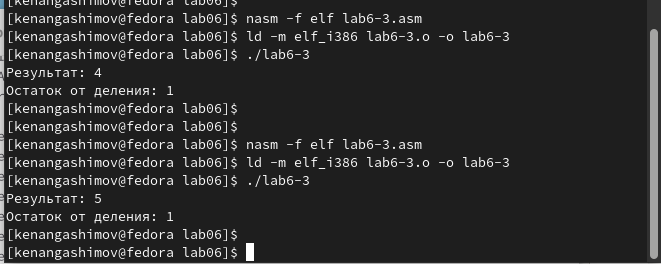 [kenangashimov@fedora lab06]$
[kenangashimov@fedora lab06]$ nasm -f elf lab6-3.asm
[kenangashimov@fedora lab06]$ ld -m elf_i386 lab6-3.o -o lab6-3
[kenangashimov@fedora lab06]$ ./lab6-3
Результат: 4
Остаток от деления: 1
[kenangashimov@fedora lab06]$
[kenangashimov@fedora lab06]$
[kenangashimov@fedora lab06]$ nasm -f elf lab6-3.asm
[kenangashimov@fedora lab06]$ ld -m elf_i386 lab6-3.o -o lab6-3
[kenangashimov@fedora lab06]$ ./lab6-3
Результат: 5
Остаток от деления: 1
[kenangashimov@fedora lab06]$
[kenangashimov@fedora lab06]$